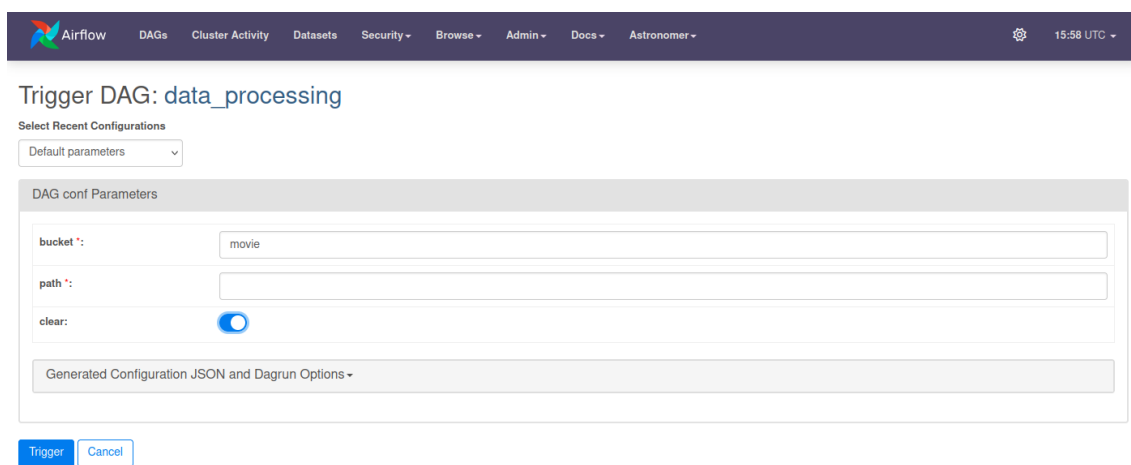 Airflow DAGs Cluster Activity Datasets Security Browse Admin Docs Astronomer 15:58 UTC
Trigger DAG: data_processing
Select Recent Configurations
Default parameters
DAG conf Parameters
bucket *: movie
path *:
clear:
Generated Configuration JSON and Dagrun Options
Trigger Cancel